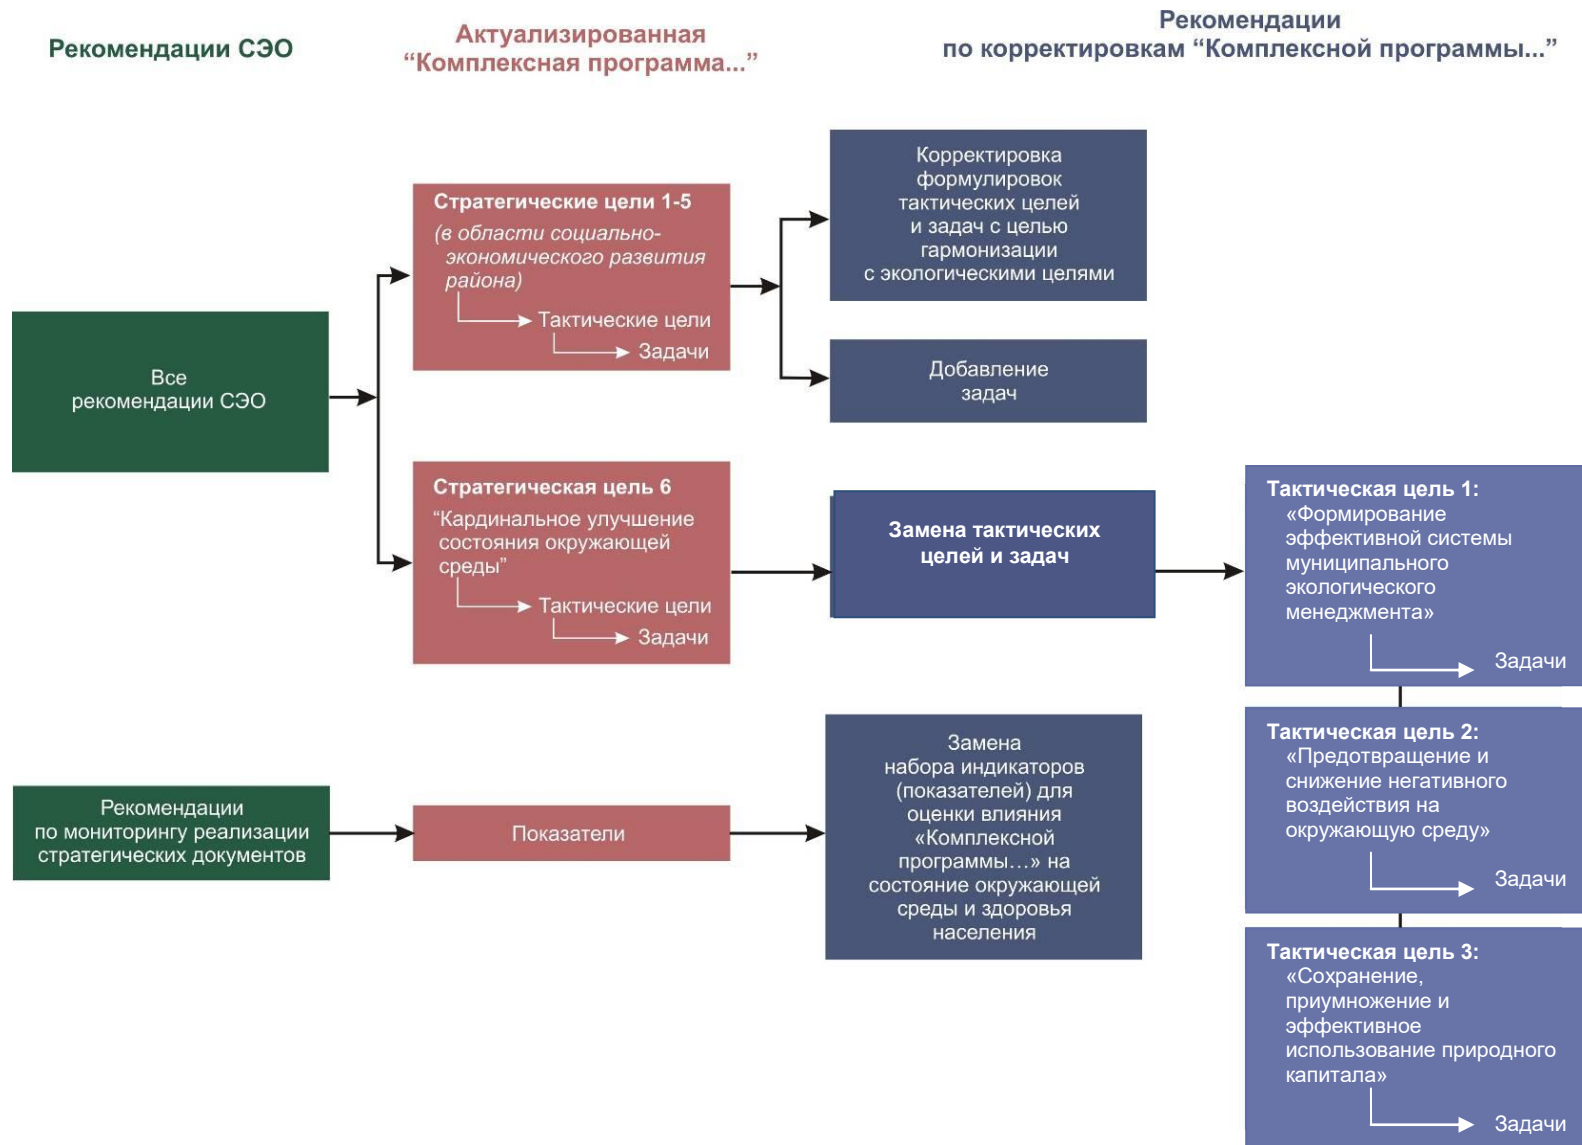 Рекомендации СЭО
Актуализированная
“Комплексная программа...”
Рекомендации
по корректировкам “Комплексной программы...”
Все
рекомендации СЭО
Стратегические цели 1-5
(в области социально-
экономического развития
района)
Тактические цели
Задачи
Корректировка
формулировок
тактических целей
и задач с целью
гармонизации
с экологическими целями
Добавление
задач
Стратегическая цель 6
“Кардинальное улучшение
состояния окружающей
среды”
Тактические цели
Задачи
Замена тактических
целей и задач
Тактическая цель 1:
«Формирование
эффективной системы
муниципального
экологического
менеджмента»
Задачи
Тактическая цель 2:
«Предотвращение и
снижение негативного
воздействия на
окружающую среду»
Задачи
Тактическая цель 3:
«Сохранение,
приумножение и
эффективное
использование природного
капитала»
Задачи
Рекомендации
по мониторингу реализации
стратегических документов
Показатели
Замена
набора индикаторов
(показателей) для
оценки влияния
«Комплексной
программы…» на
состояние окружающей
среды и здоровья
населения